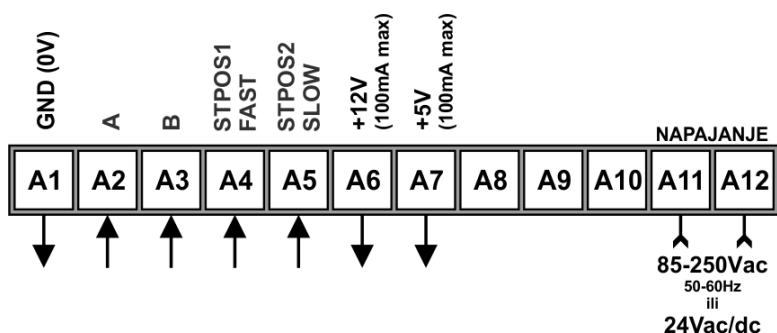 GND (0V)
A
B
STPOS1
FAST
STPOS2
SLOW
+12V
(100mA max)
+5V
(100mA max)
NAPAJANJE
A1 A2 A3 A4 A5 A6 A7 A8 A9 A10 A11 A12
85-250Vac
50-60Hz
ili
24Vac/dc